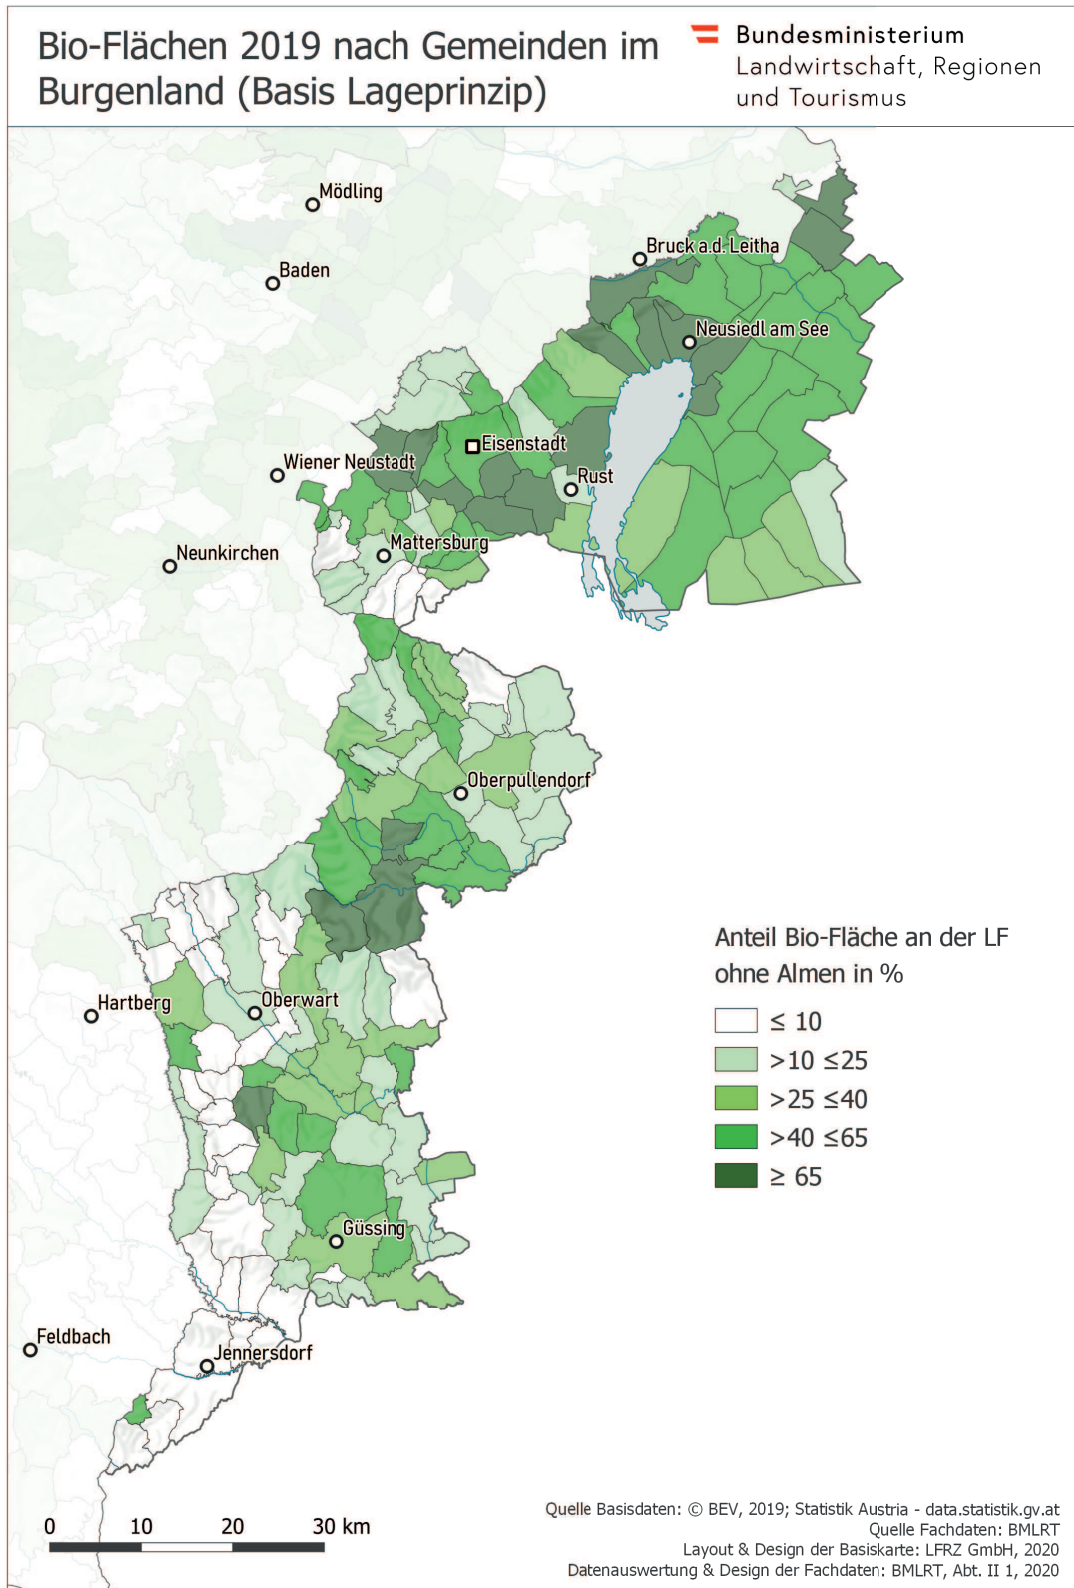 Bio-Flächen 2019 nach Gemeinden im
Burgenland (Basis Lageprinzip)
Bundesministerium
Landwirtschaft, Regionen
und Tourismus
Mödling
Bruck a.d. Leitha
Baden
Neusiedl am See
Eisenstadt
Wiener Neustadt
Rust
Mattersburg
Neunkirchen
Oberpullendorf
Hartberg
Oberwart
Güssing
Feldbach
Jennersdorf
Anteil Bio-Fläche an der LF
ohne Almen in %
≤ 10
>10 ≤25
>25 ≤40
>40 ≤65
≥ 65
0 10 20 30 km
Quelle Basisdaten: © BEV, 2019; Statistik Austria - data.statistik.gv.at
Quelle Fachdaten: BMLRT
Layout & Design der Basiskarte: LFRZ GmbH, 2020
Datenauswertung & Design der Fachdaten: BMLRT, Abt. II 1, 2020